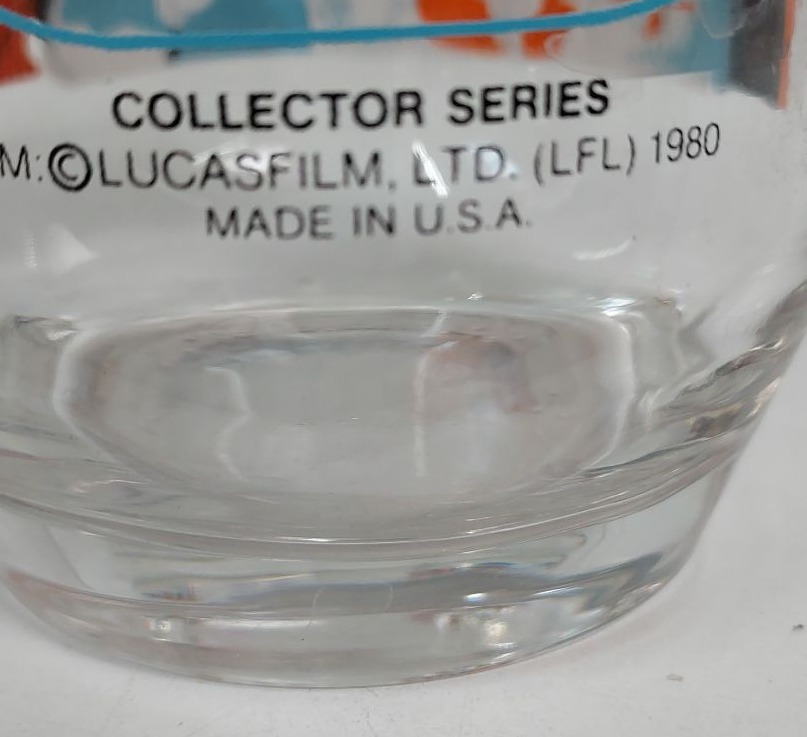 COLLECTOR SERIES
M:©LUCASFILM, LTD. (LFL) 1980
MADE IN U.S.A.